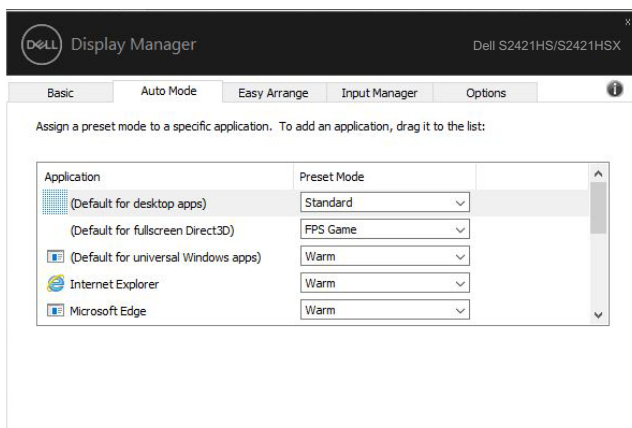 DELL Display Manager Dell S2421HS/S2421HSX x
Basic Auto Mode Easy Arrange Input Manager Options i
Assign a preset mode to a specific application. To add an application, drag it to the list:
Application Preset Mode
(Default for desktop apps) Standard
(Default for fullscreen Direct3D) FPS Game
(Default for universal Windows apps) Warm
Internet Explorer Warm
Microsoft Edge Warm